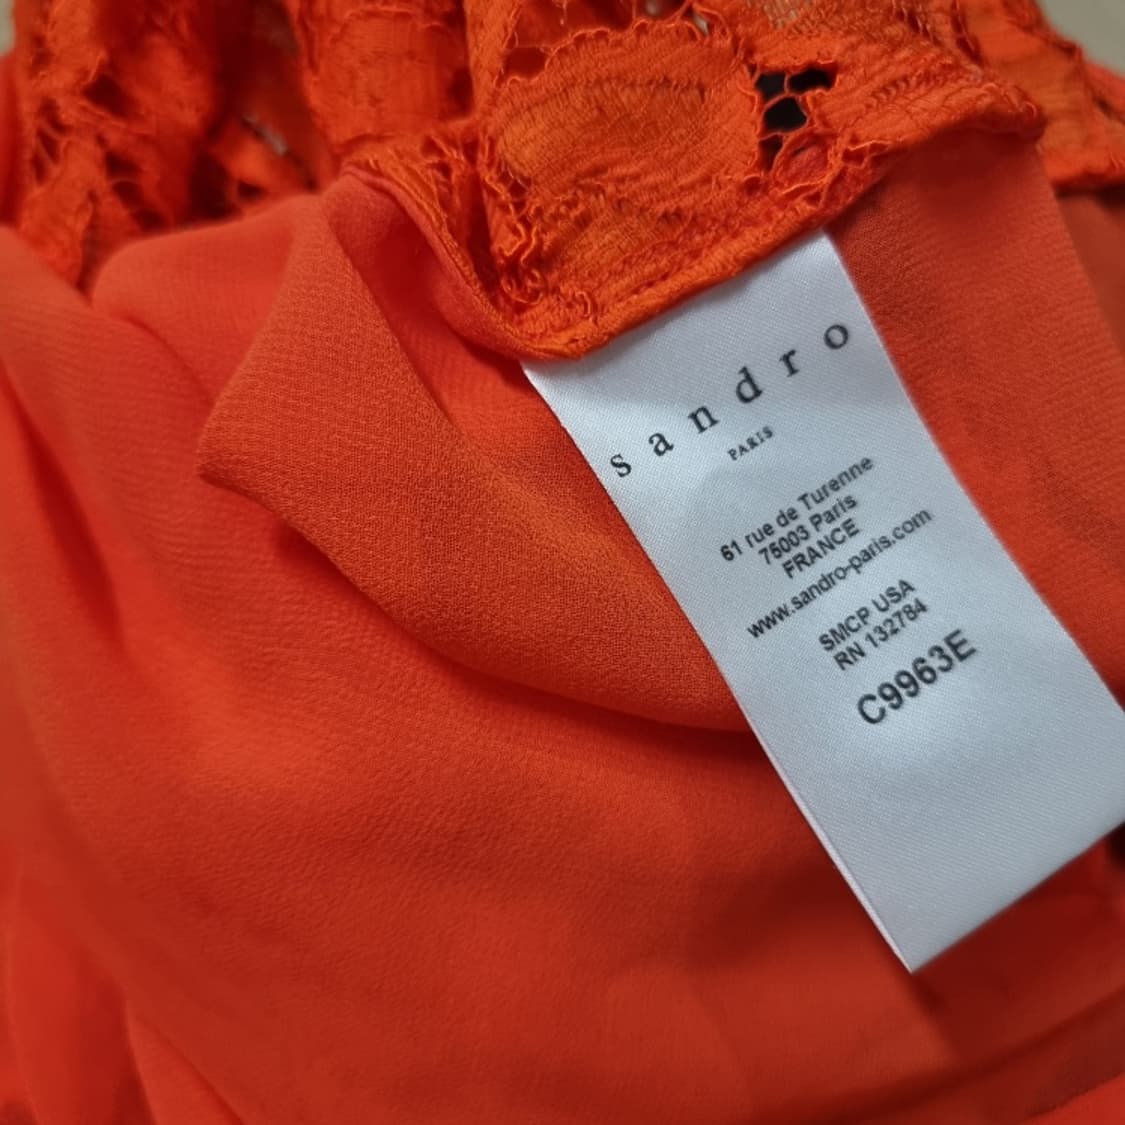 sandro
PARIS
61 rue de Turenne
75003 Paris
FRANCE
www.sandro-paris.com
SMCP USA
RN 132784
C9963E